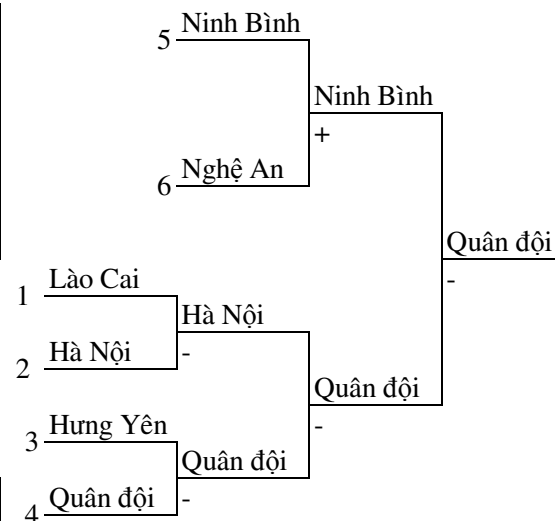 5 Ninh Bình
Ninh Bình
+
6 Nghệ An
Quân đội
-
1 Lào Cai
Hà Nội
-
2 Hà Nội
Quân đội
-
3 Hưng Yên
Quân đội
-
4 Quân đội